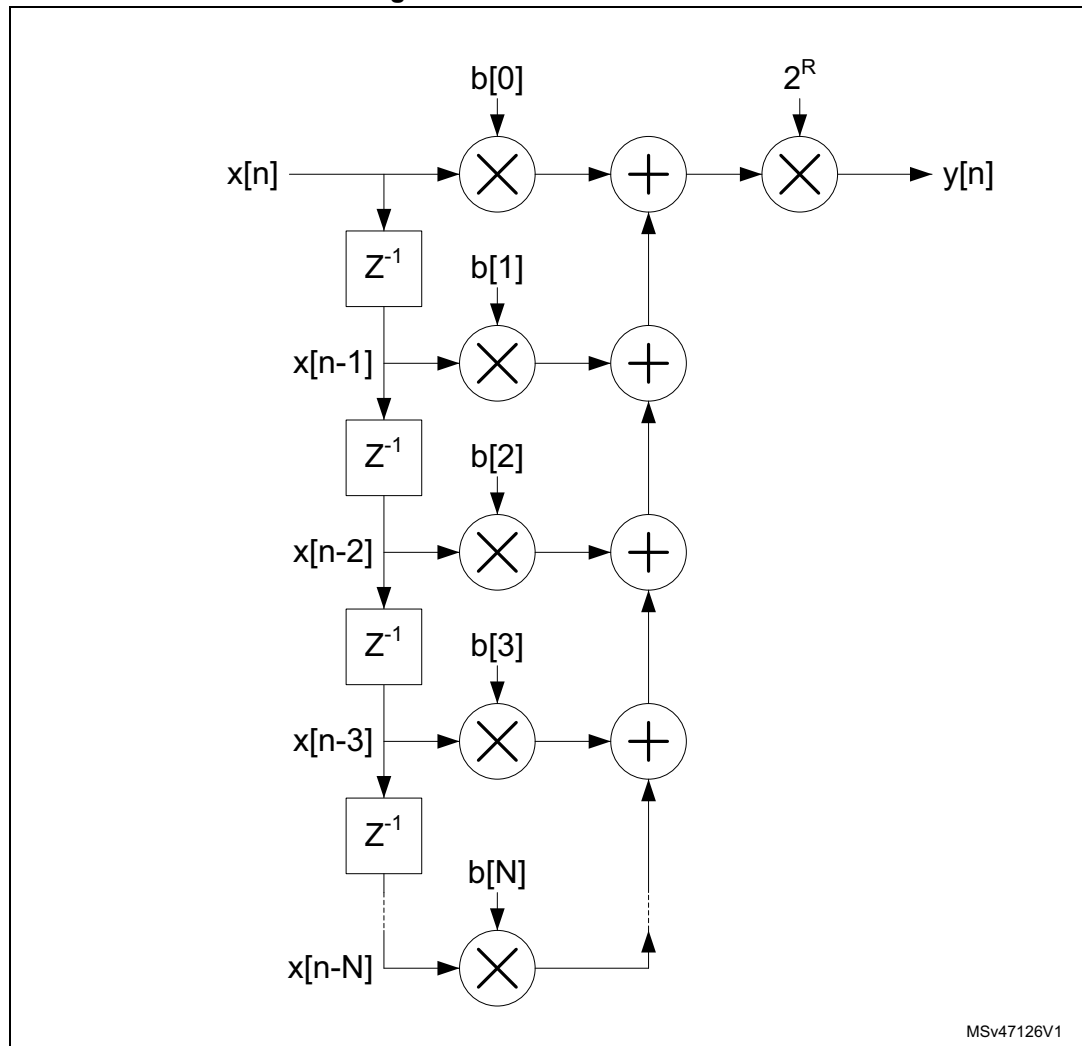 b[0]
2^R
x[n]
y[n]
Z^-1
b[1]
x[n-1]
Z^-1
b[2]
x[n-2]
Z^-1
b[3]
x[n-3]
Z^-1
b[N]
x[n-N]
MSv47126V1